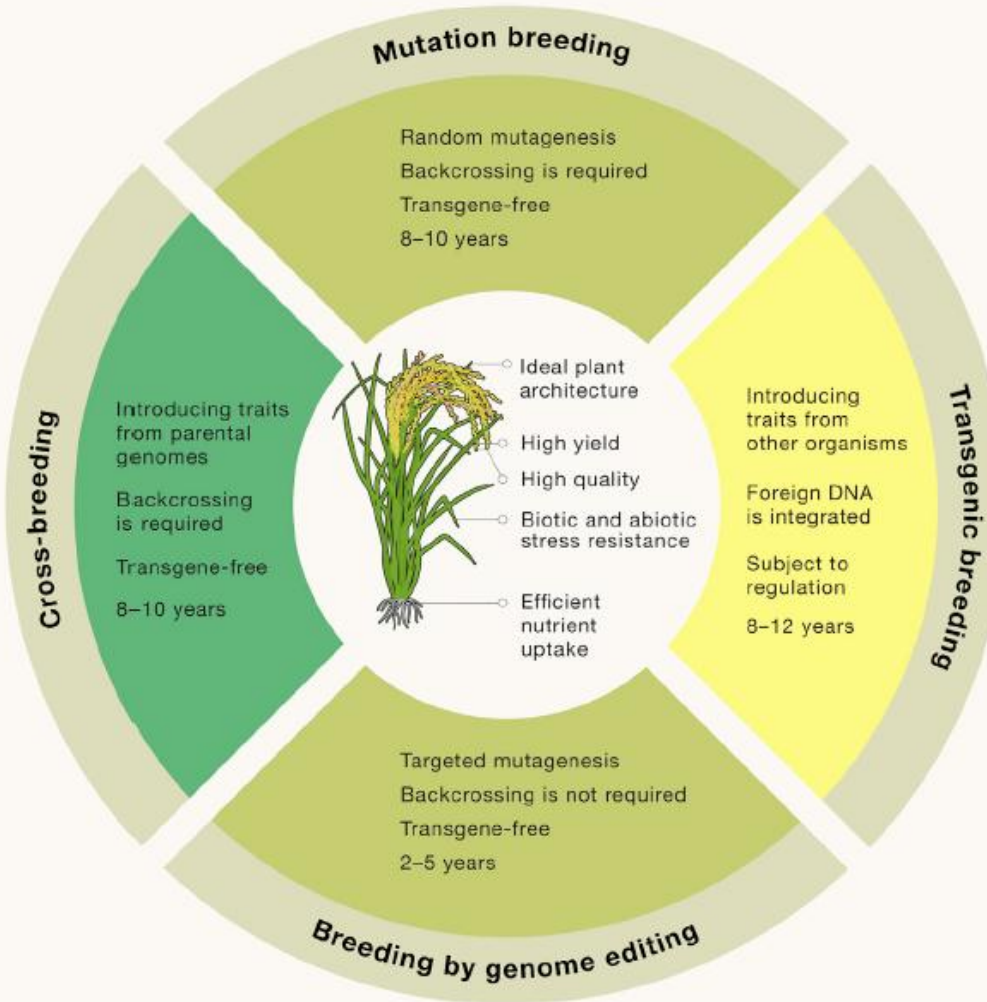 Mutation breeding
Random mutagenesis
Backcrossing is required
Transgene-free
8–10 years
Cross-breeding
Introducing traits
from parental
genomes
Backcrossing
is required
Transgene-free
8–10 years
Ideal plant
architecture
High yield
High quality
Biotic and abiotic
stress resistance
Efficient
nutrient
uptake
Transgenic breeding
Introducing
traits from
other organisms
Foreign DNA
is integrated
Subject to
regulation
8–12 years
Targeted mutagenesis
Backcrossing is not required
Transgene-free
2–5 years
Breeding by genome editing